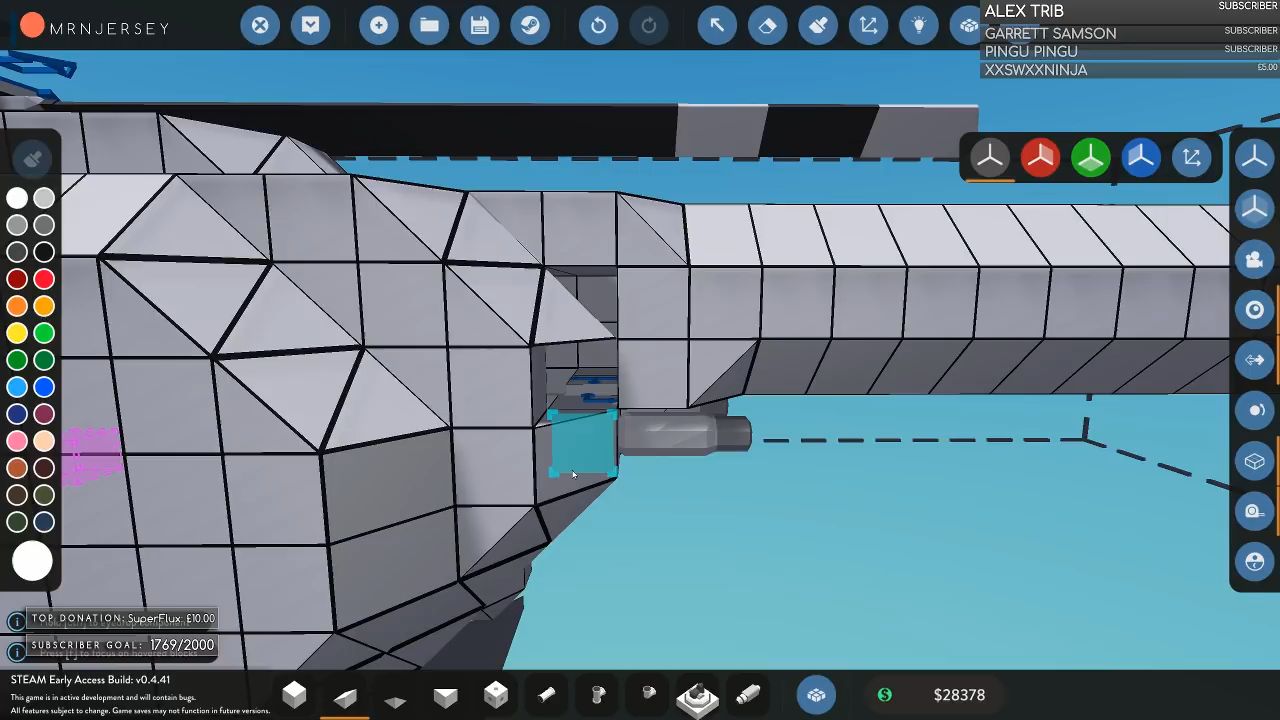 MRNJERSEY
ALEX TRIB SUBSCRIBER
GARRETT SAMSON SUBSCRIBER
PINGU PINGU SUBSCRIBER
XXSWXXNINJA £5.00
TOP DONATION: SuperFlux: £10.00
SUBSCRIBER GOAL: 1769/2000
STEAM Early Access Build: v0.4.41
This game is in active development and will contain bugs.
All features subject to change. Game saves may not function in future versions.
$ $28378